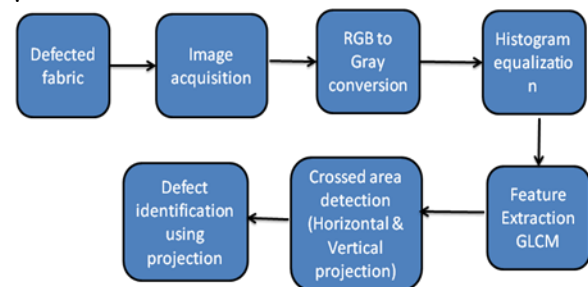 Defected
fabric
Image
acquisition
RGB to
Gray
conversion
Histogram
equalizatio
n
Feature
Extraction
GLCM
Crossed area
detection
(Horizontal &
Vertical
projection)
Defect
identification
using
projection